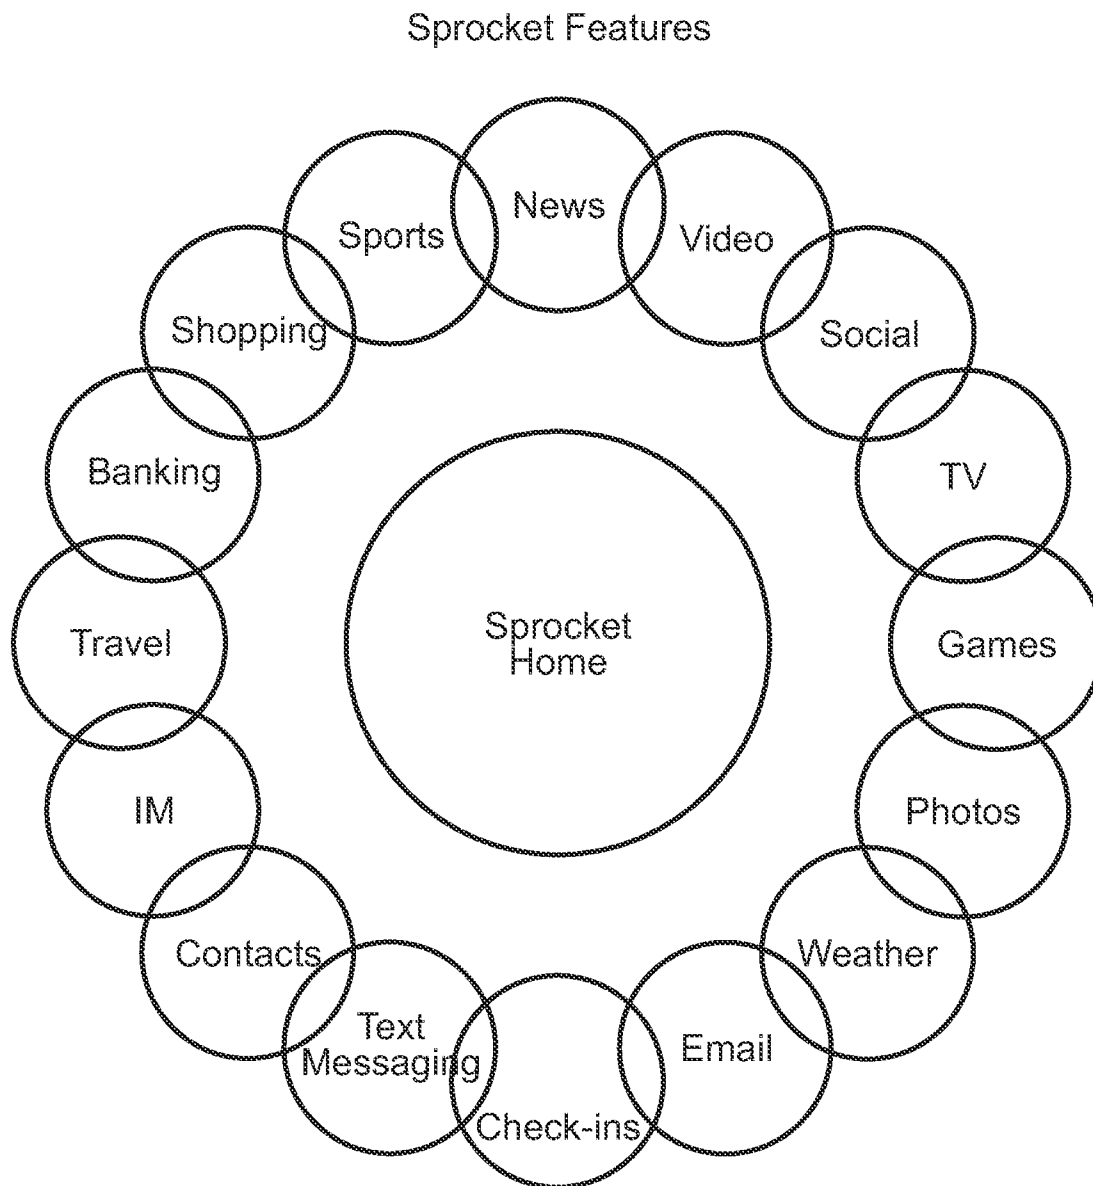 Sprocket Features
News
Sports
Video
Shopping
Social
Banking
TV
Sprocket
Home
Travel
Games
IM
Photos
Contacts
Weather
Text
Messaging
Email
Check-ins